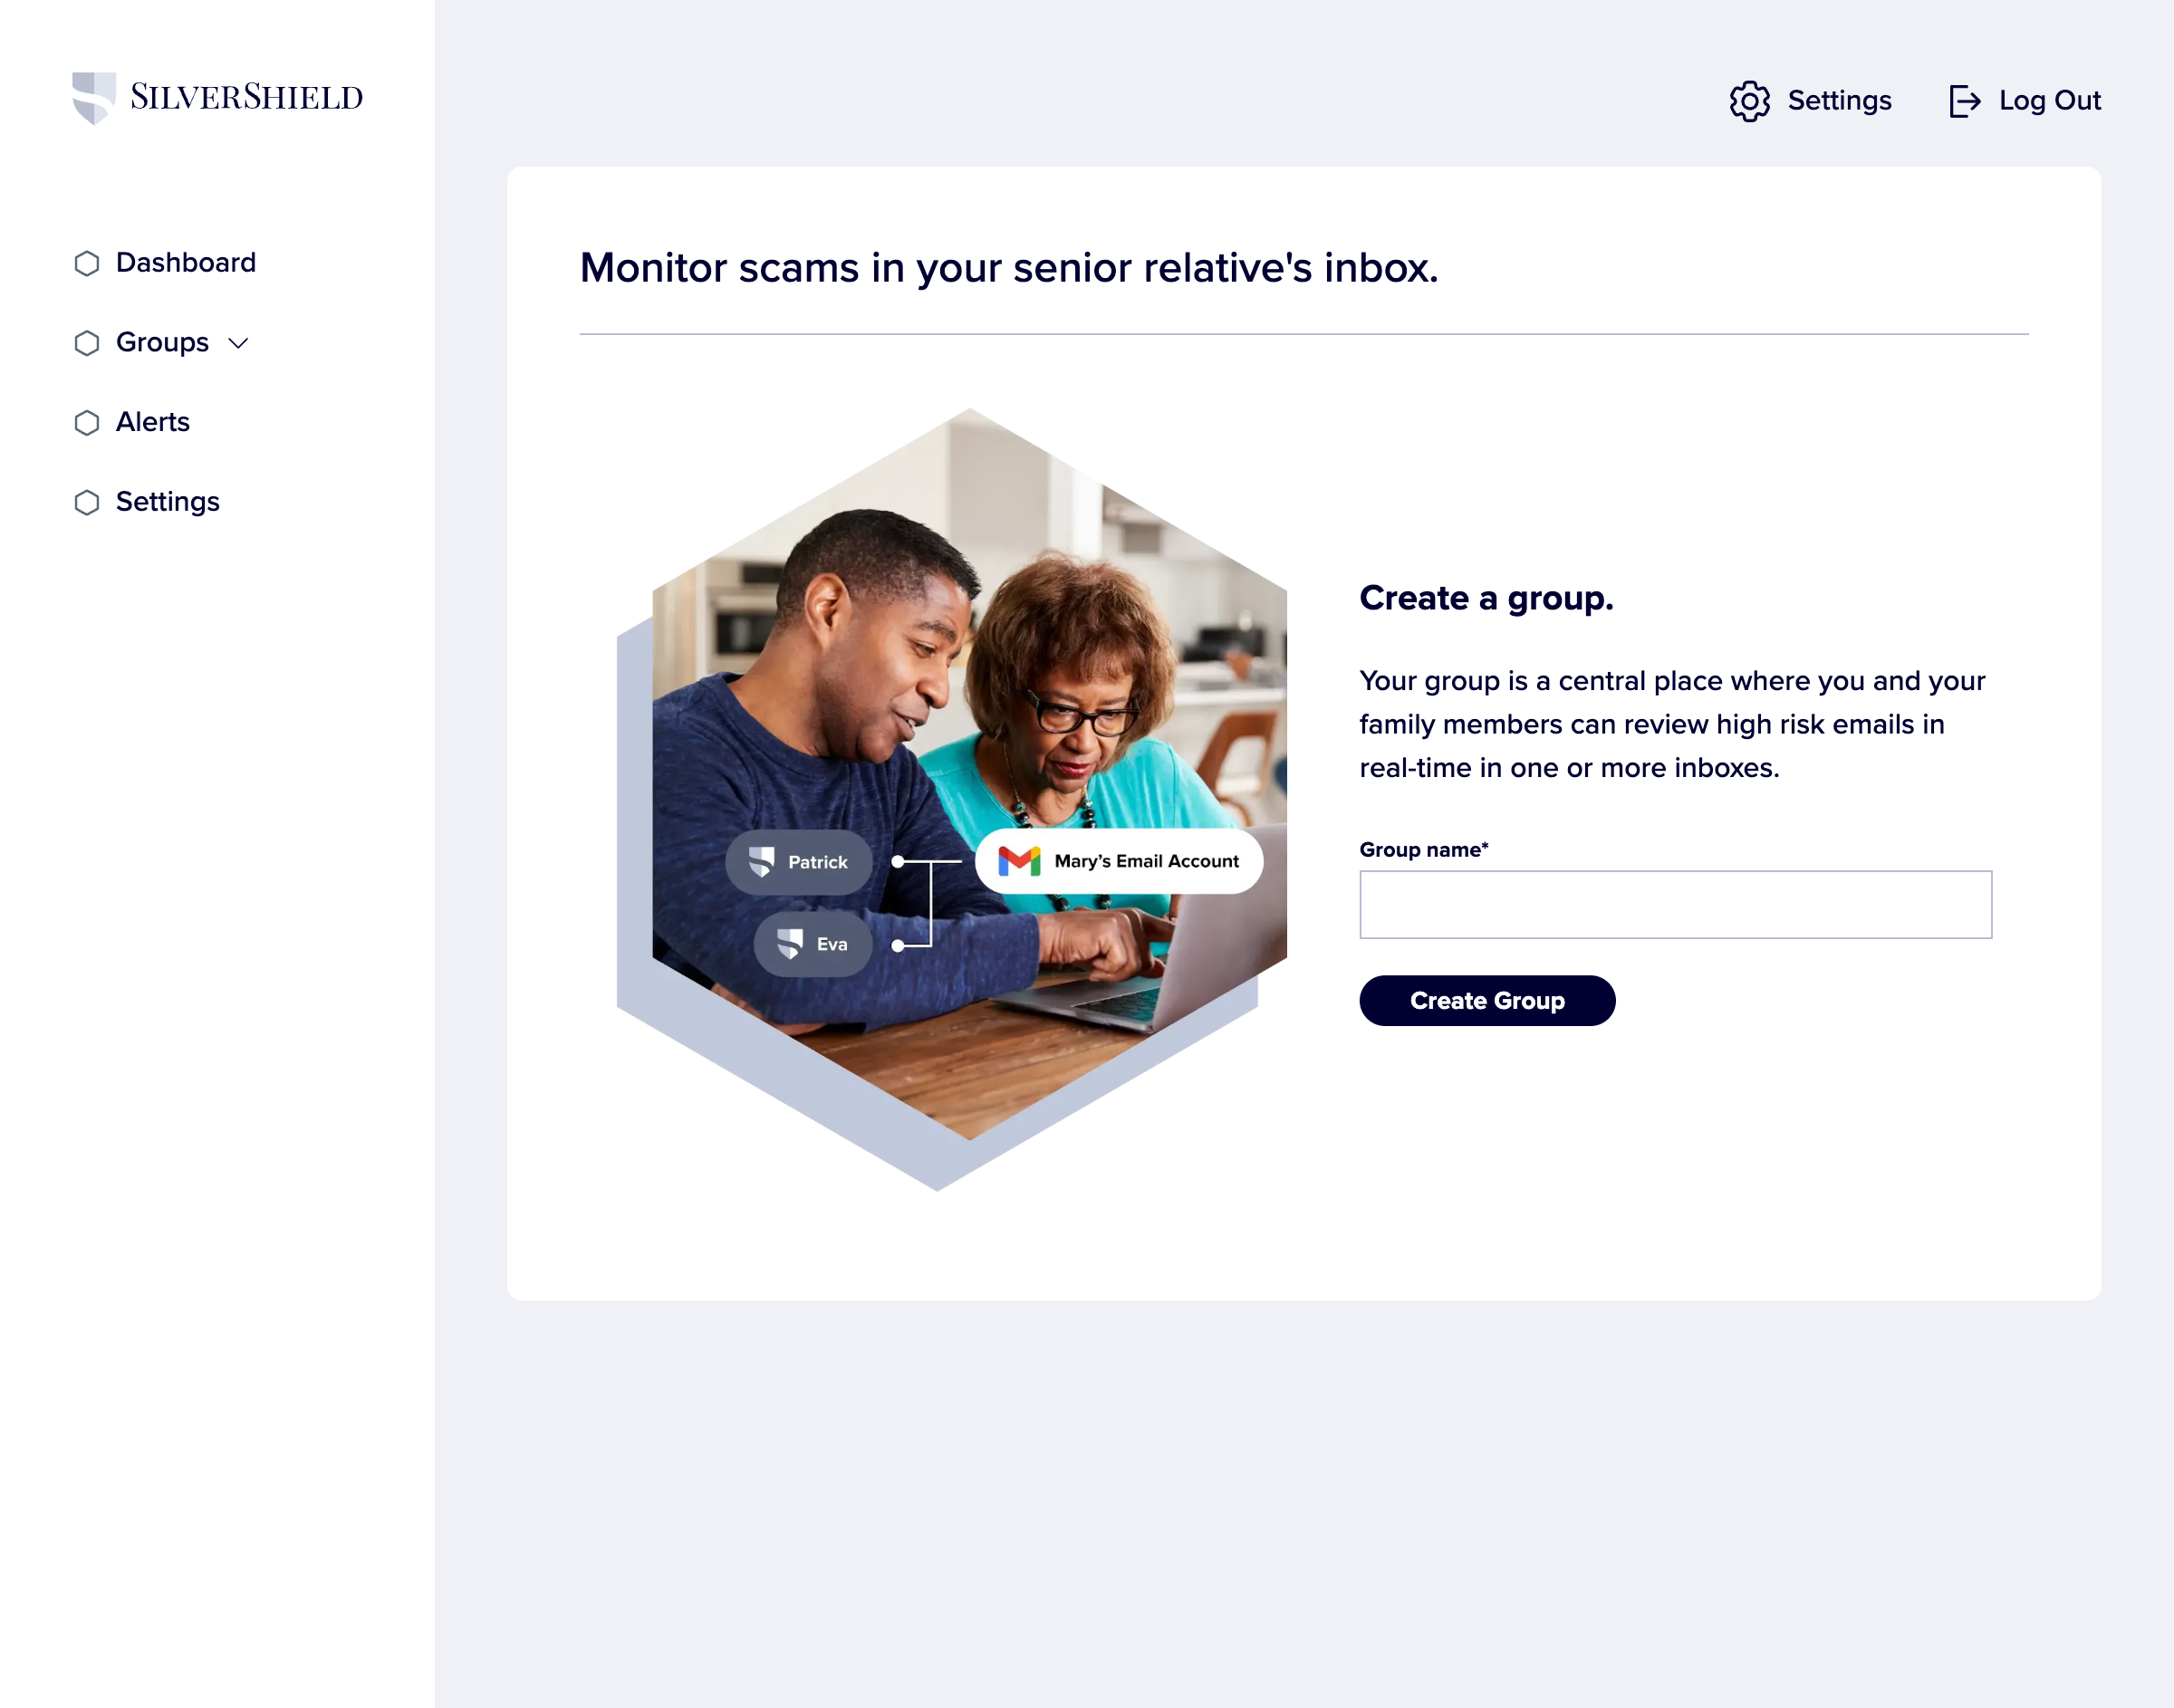 SILVERSHIELD
Settings
Log Out
Dashboard
Groups
Alerts
Settings
Monitor scams in your senior relative's inbox.
Patrick
Mary's Email Account
Eva
Create a group.
Your group is a central place where you and your
family members can review high risk emails in
real-time in one or more inboxes.
Group name*
Create Group